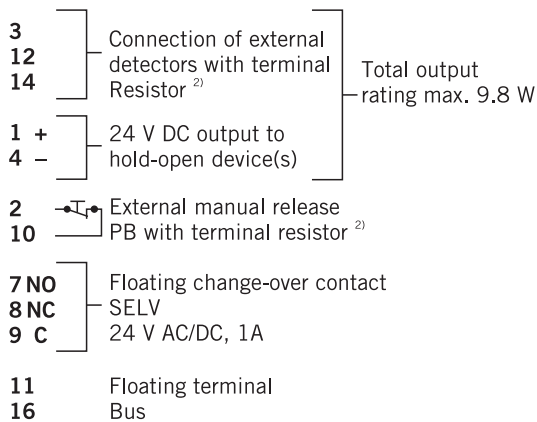 3
12
14
Connection of external
detectors with terminal
Resistor 2)
1 +
4 –
24 V DC output to
hold-open device(s)
Total output
rating max. 9.8 W
2
10
External manual release
PB with terminal resistor 2)
7 NO
8 NC
9 C
Floating change-over contact
SELV
24 V AC/DC, 1A
11 Floating terminal
16 Bus